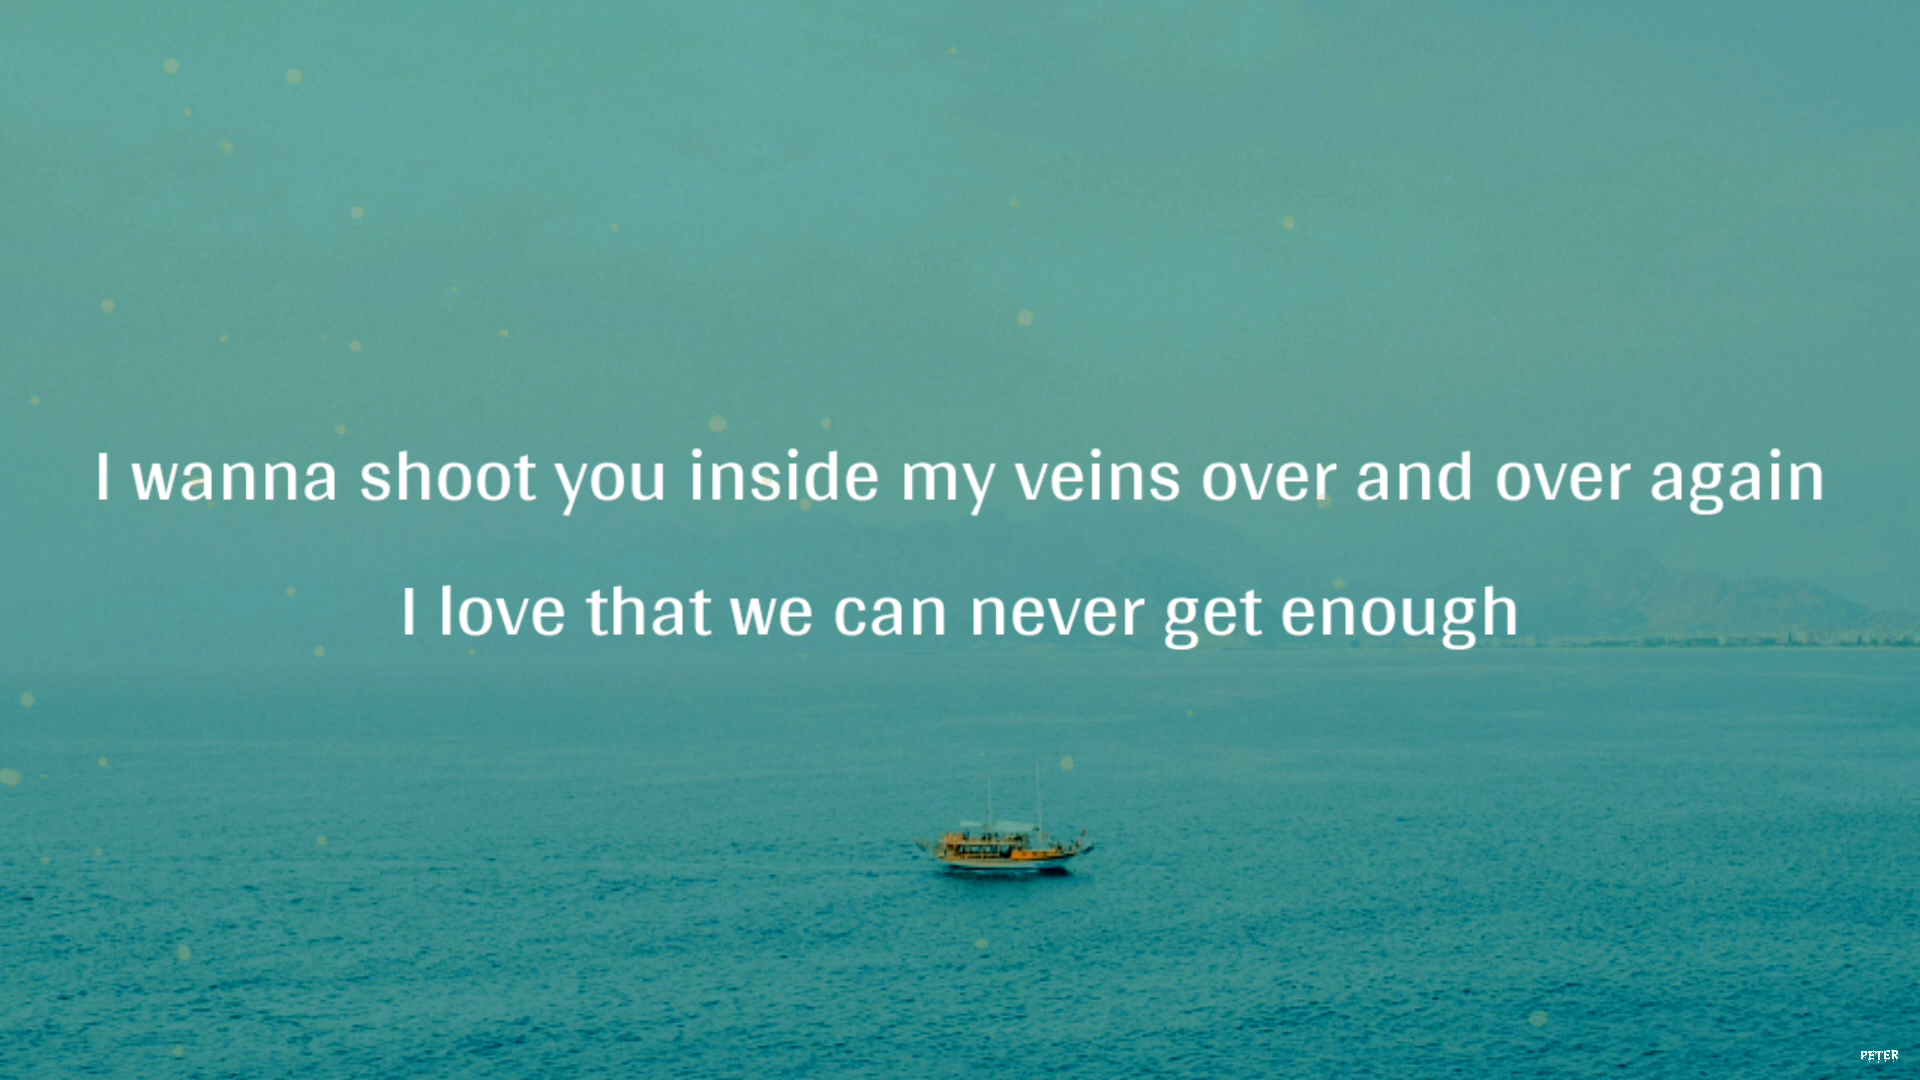 I wanna shoot you inside my veins over and over again
I love that we can never get enough
PETER